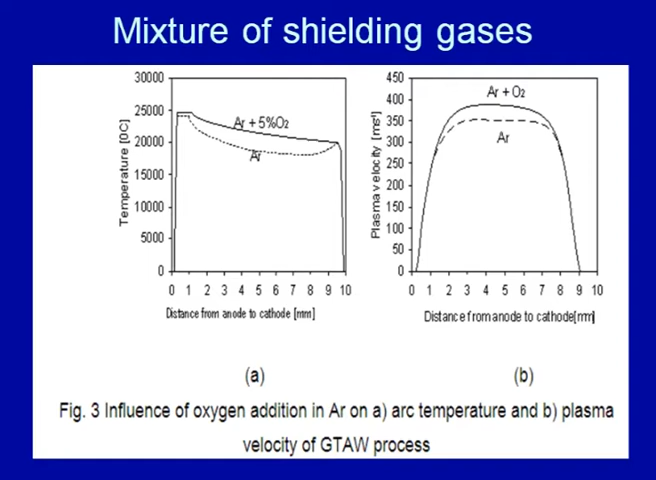 Mixture of shielding gases
30000
25000
20000
15000
10000
5000
0
Temperature [0C]
Ar + 5%O2
Ar
0 1 2 3 4 5 6 7 8 9 10
Distance from anode to cathode [mm]
450
400
350
300
250
200
150
100
50
0
Plasma velocity [ms¹]
Ar + O2
Ar
0 1 2 3 4 5 6 7 8 9 10
Distance from anode to cathode[mm]
(a) (b)
Fig. 3 Influence of oxygen addition in Ar on a) arc temperature and b) plasma
velocity of GTAW process